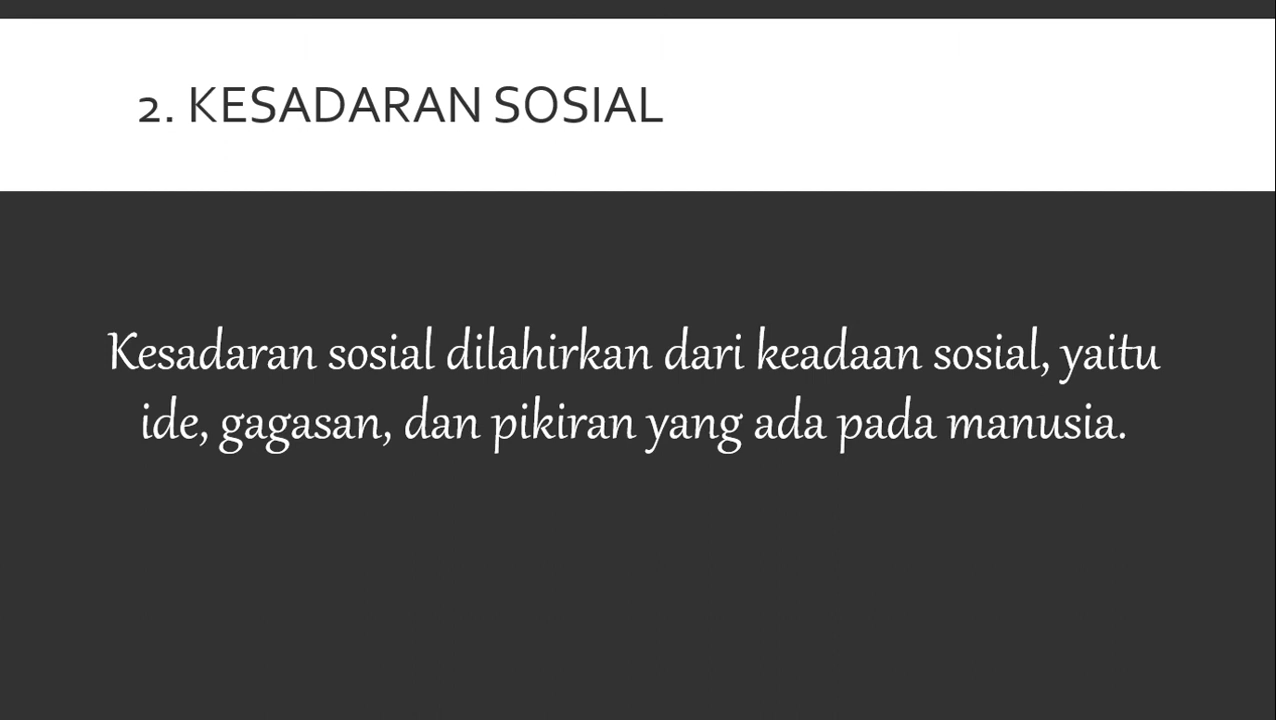 2. KESADARAN SOSIAL
Kesadaran sosial dilahirkan dari keadaan sosial, yaitu
ide, gagasan, dan pikiran yang ada pada manusia.